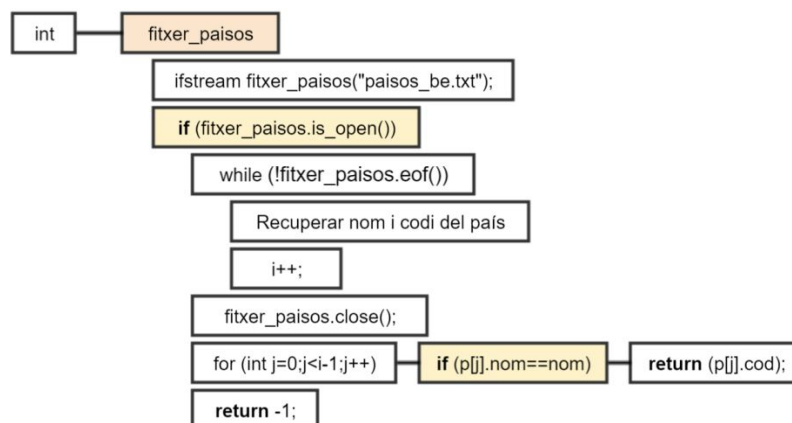 int fitxer_paisos
ifstream fitxer_paisos("paisos_be.txt");
if (fitxer_paisos.is_open())
while (!fitxer_paisos.eof())
Recuperar nom i codi del país
i++;
fitxer_paisos.close();
for (int j=0;j<i-1;j++) if (p[j].nom==nom) return (p[j].cod);
return -1;